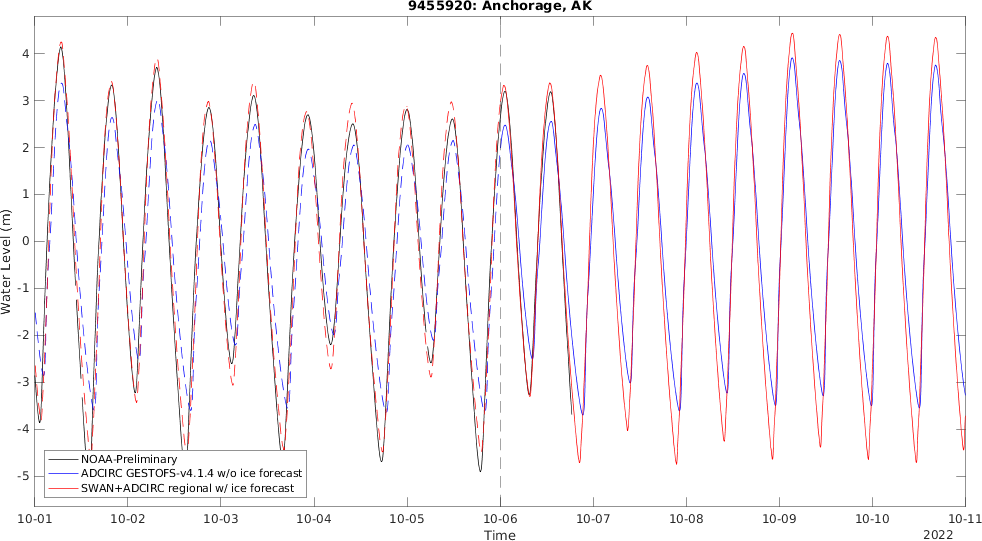 9455920: Anchorage, AK
4
3
2
1
0
-1
-2
-3
-4
-5
Water Level (m)
NOAA-Preliminary
ADCIRC GESTOFS-v4.1.4 w/o ice forecast
SWAN+ADCIRC regional w/ ice forecast
10-01 10-02 10-03 10-04 10-05 10-06 10-07 10-08 10-09 10-10 10-11
Time
2022